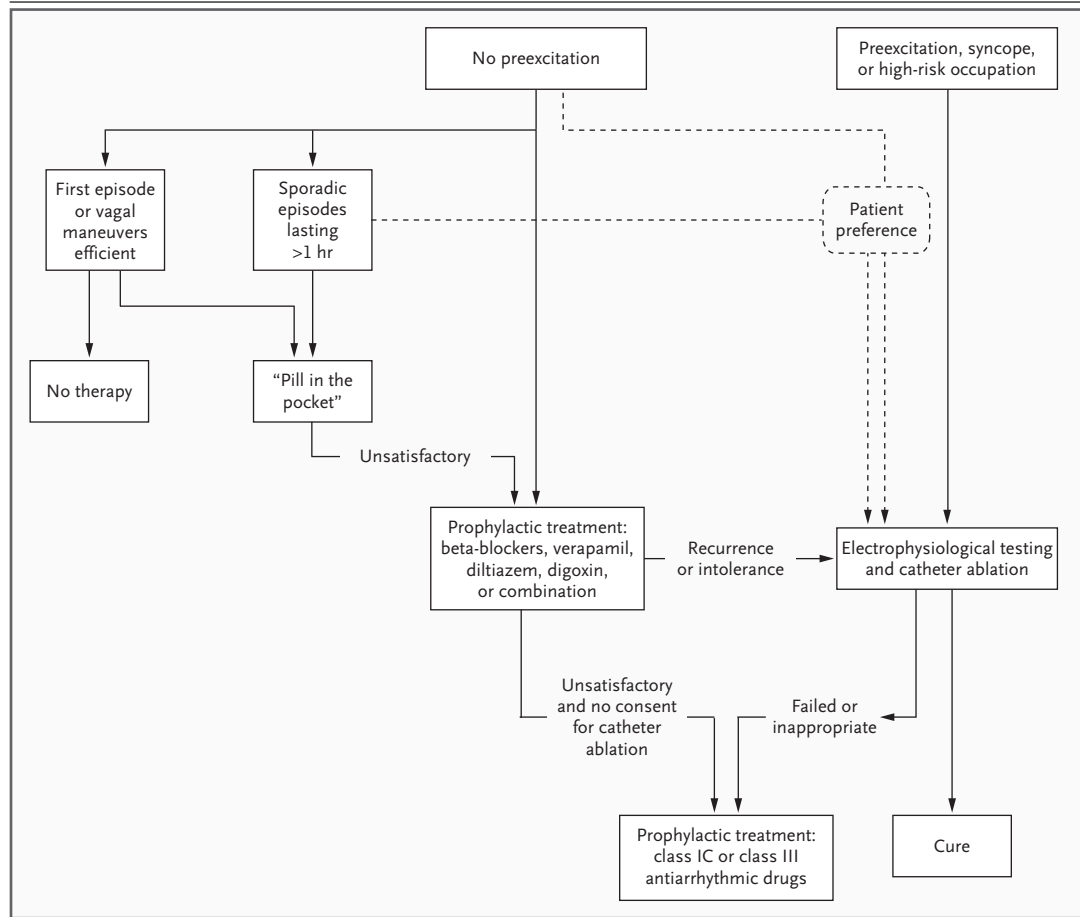 No preexcitation
Preexcitation, syncope,
or high-risk occupation
First episode
or vagal
maneuvers
efficient
Sporadic
episodes
lasting
>1 hr
Patient
preference
No therapy
“Pill in the
pocket”
Unsatisfactory
Prophylactic treatment:
beta-blockers, verapamil,
diltiazem, digoxin,
or combination
Recurrence
or intolerance
Electrophysiological testing
and catheter ablation
Unsatisfactory
and no consent
for catheter
ablation
Failed or
inappropriate
Prophylactic treatment:
class IC or class III
antiarrhythmic drugs
Cure